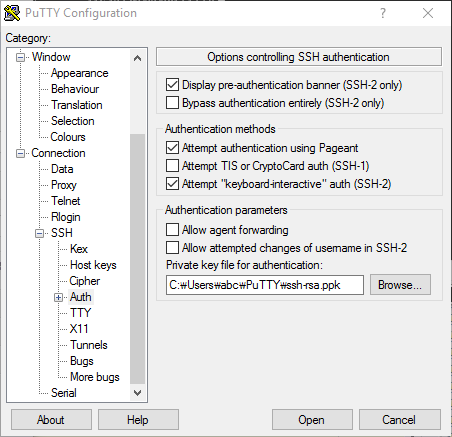 PuTTY Configuration
?
Category:
Window
Appearance
Behaviour
Translation
Selection
Colours
Connection
Data
Proxy
Telnet
Rlogin
SSH
Kex
Host keys
Cipher
Auth
TTY
X11
Tunnels
Bugs
More bugs
Serial
Options controlling SSH authentication
Display pre-authentication banner (SSH-2 only)
Bypass authentication entirely (SSH-2 only)
Authentication methods
Attempt authentication using Pageant
Attempt TIS or CryptoCard auth (SSH-1)
Attempt "keyboard-interactive" auth (SSH-2)
Authentication parameters
Allow agent forwarding
Allow attempted changes of username in SSH-2
Private key file for authentication:
C:₩Users₩abc₩PuTTY₩ssh-rsa.ppk
Browse...
About
Help
Open
Cancel